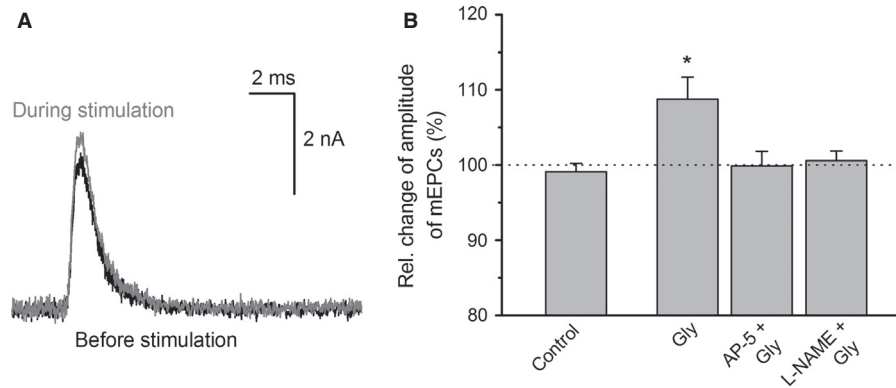 A
2 ms
During stimulation
2 nA
Before stimulation
B
Rel. change of amplitude
of mEPCs (%)
120
110
100
90
80
*
Control
Gly
AP-5 +
Gly
L-NAME +
Gly